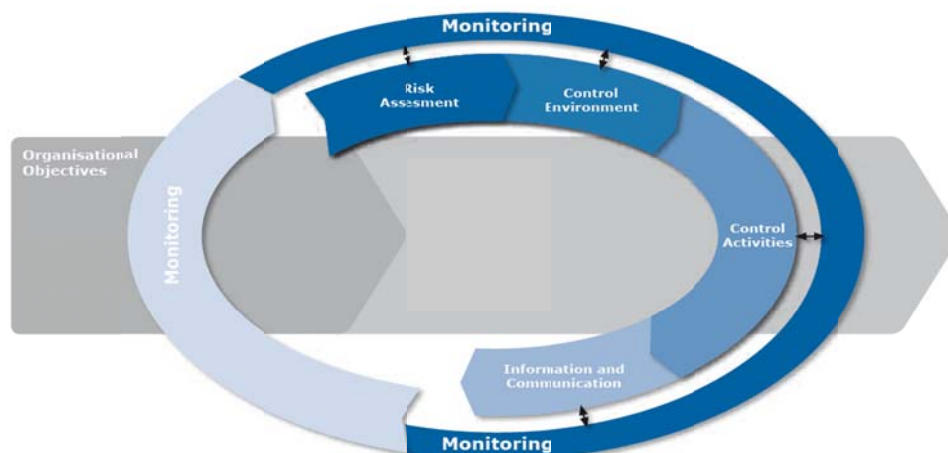 Monitoring
Risk
Assesment
Control
Environment
Organisational
Objectives
Monitoring
Control
Activities
Information and
Communication
Monitoring